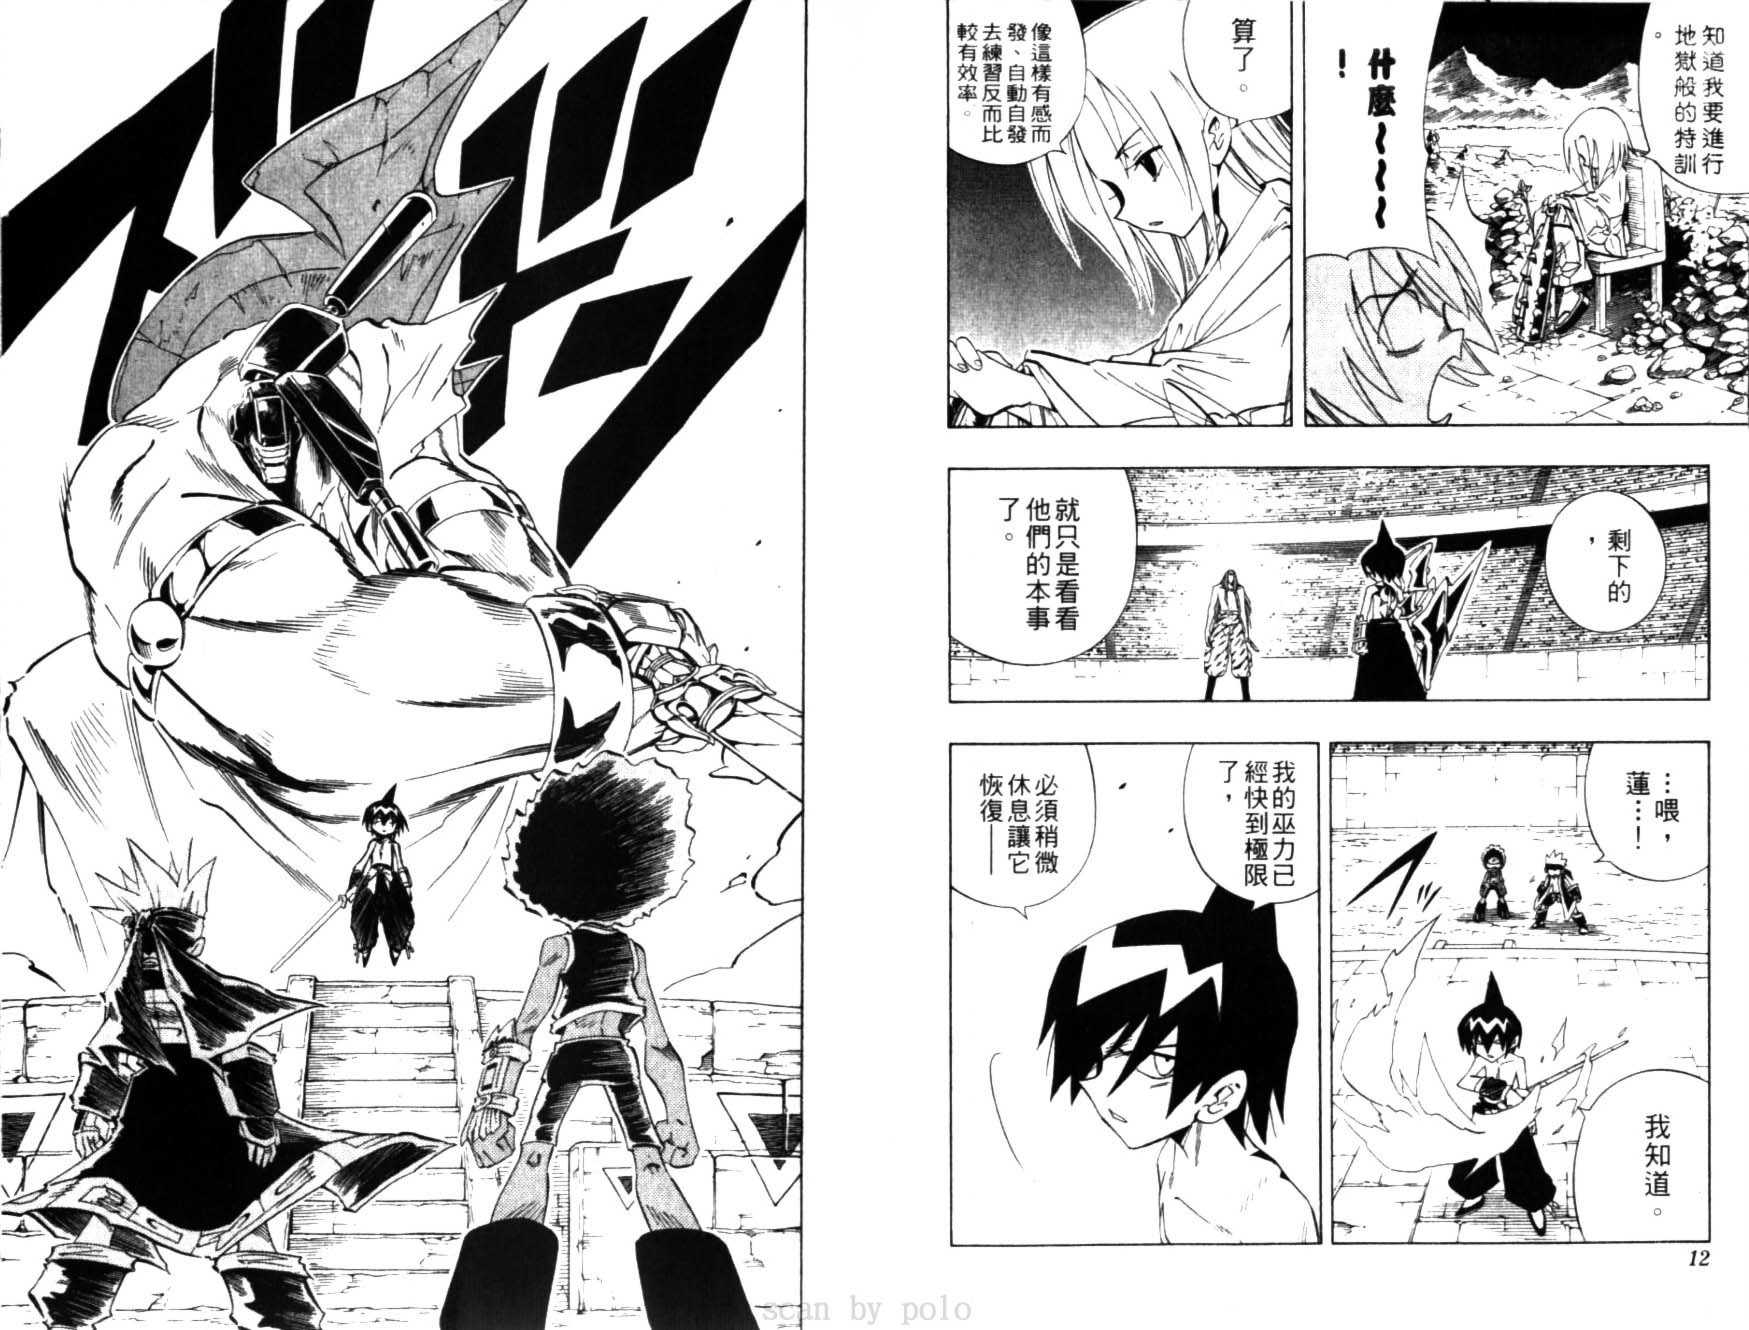 知道我要進行
地獄般的特訓
。
什麼～～～～
！
算了。
像這樣有感而
發、自動自發
去練習反而比
較有效率。
剩下的
，
就只是看看
他們的本事
了。
…喂，
蓮…！
我知道。
我的巫力已
經快到極限
了，
必須稍微
休息讓它
恢復——
12
ドドドン
scan by polo